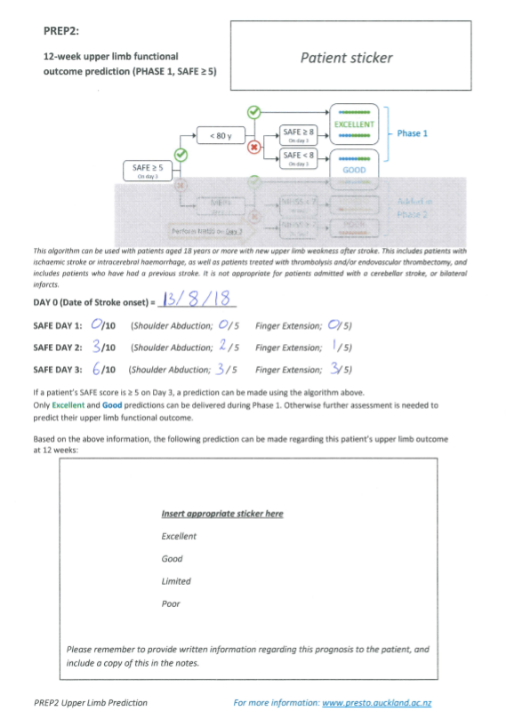 PREP2:
12-week upper limb functional
outcome prediction (PHASE 1, SAFE ≥ 5)
Patient sticker
EXCELLENT
< 80 y
SAFE ≥ 8
On day 3
Phase 1
SAFE < 8
On day 3
SAFE ≥ 5
On day 3
GOOD
Phase 2
This algorithm can be used with patients aged 18 years or more with new upper limb weakness after stroke. This includes patients with
ischaemic stroke or intracerebral haemorrhage, as well as patients treated with thrombolysis and/or endovascular thrombectomy, and
includes patients who have had a previous stroke. It is not appropriate for patients admitted with a cerebellar stroke, or bilateral
infarcts.
DAY 0 (Date of Stroke onset) = 13/8/18
SAFE DAY 1: 0/10 (Shoulder Abduction; 0/5 Finger Extension; 0/5)
SAFE DAY 2: 3/10 (Shoulder Abduction; 2/5 Finger Extension; 1/5)
SAFE DAY 3: 6/10 (Shoulder Abduction; 3/5 Finger Extension; 3/5)
If a patient's SAFE score is ≥ 5 on Day 3, a prediction can be made using the algorithm above.
Only Excellent and Good predictions can be delivered during Phase 1. Otherwise further assessment is needed to
predict their upper limb functional outcome.
Based on the above information, the following prediction can be made regarding this patient's upper limb outcome
at 12 weeks:
Insert appropriate sticker here
Excellent
Good
Limited
Poor
Please remember to provide written information regarding this prognosis to the patient, and
include a copy of this in the notes.
PREP2 Upper Limb Prediction
For more information: www.presto.auckland.ac.nz